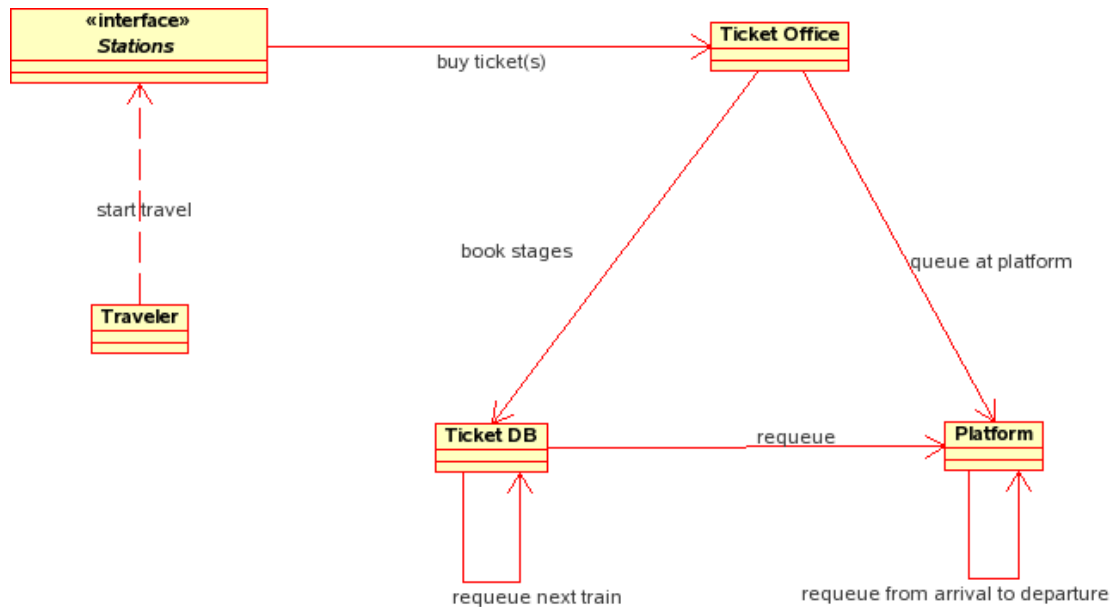 «interface»
Stations
Ticket Office
buy ticket(s)
start travel
book stages
queue at platform
Traveler
Ticket DB
requeue
Platform
requeue next train
requeue from arrival to departure